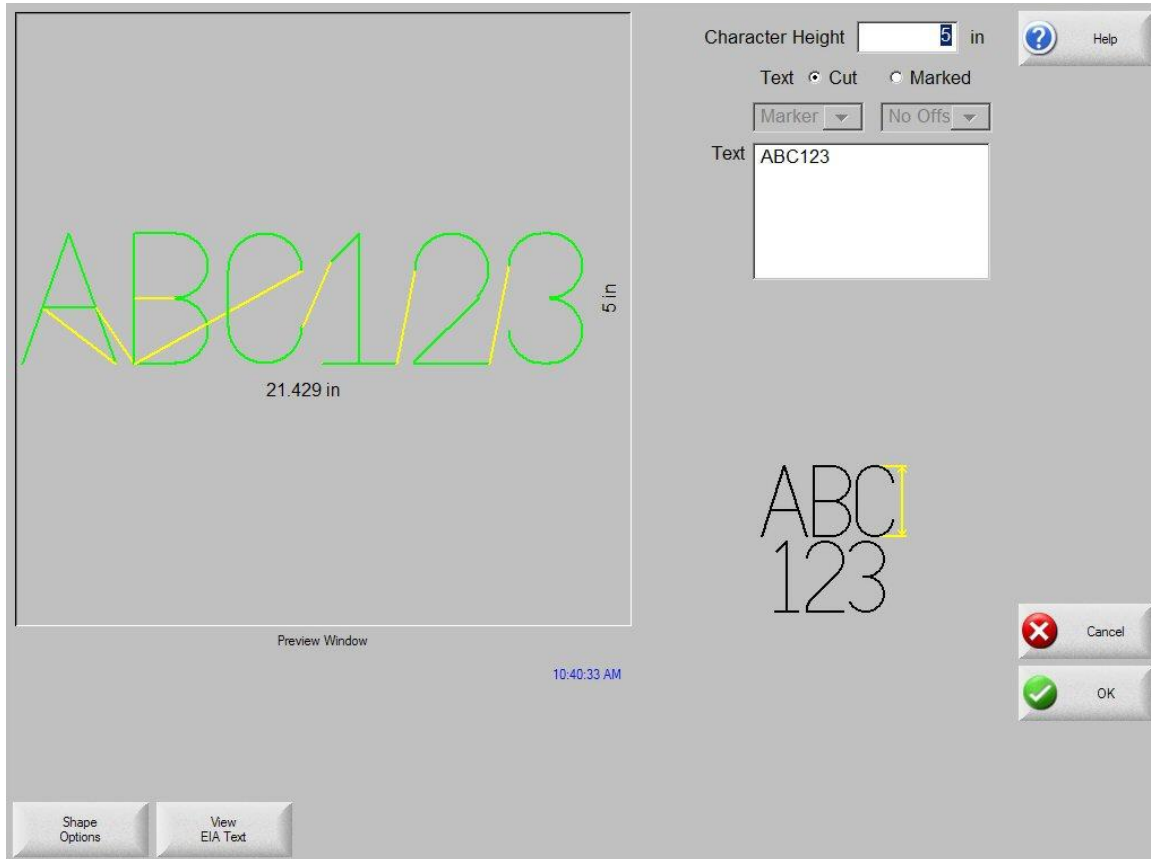 Character Height 5 in
Help
Text Cut Marked
Marker No Offs
Text ABC123
ABC123
5 in
21.429 in
ABC
123
Preview Window
Cancel
10:40:33 AM
OK
Shape
Options
View
EIA Text